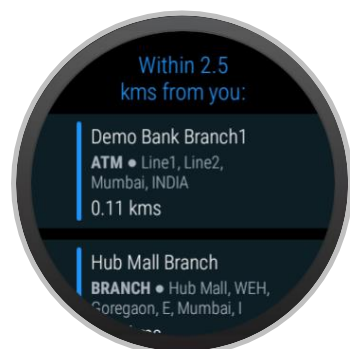 Within 2.5
kms from you:
Demo Bank Branch1
ATM ● Line1, Line2,
Mumbai, INDIA
0.11 kms
Hub Mall Branch
BRANCH ● Hub Mall, WEH,
Goregaon, E, Mumbai, I
kms